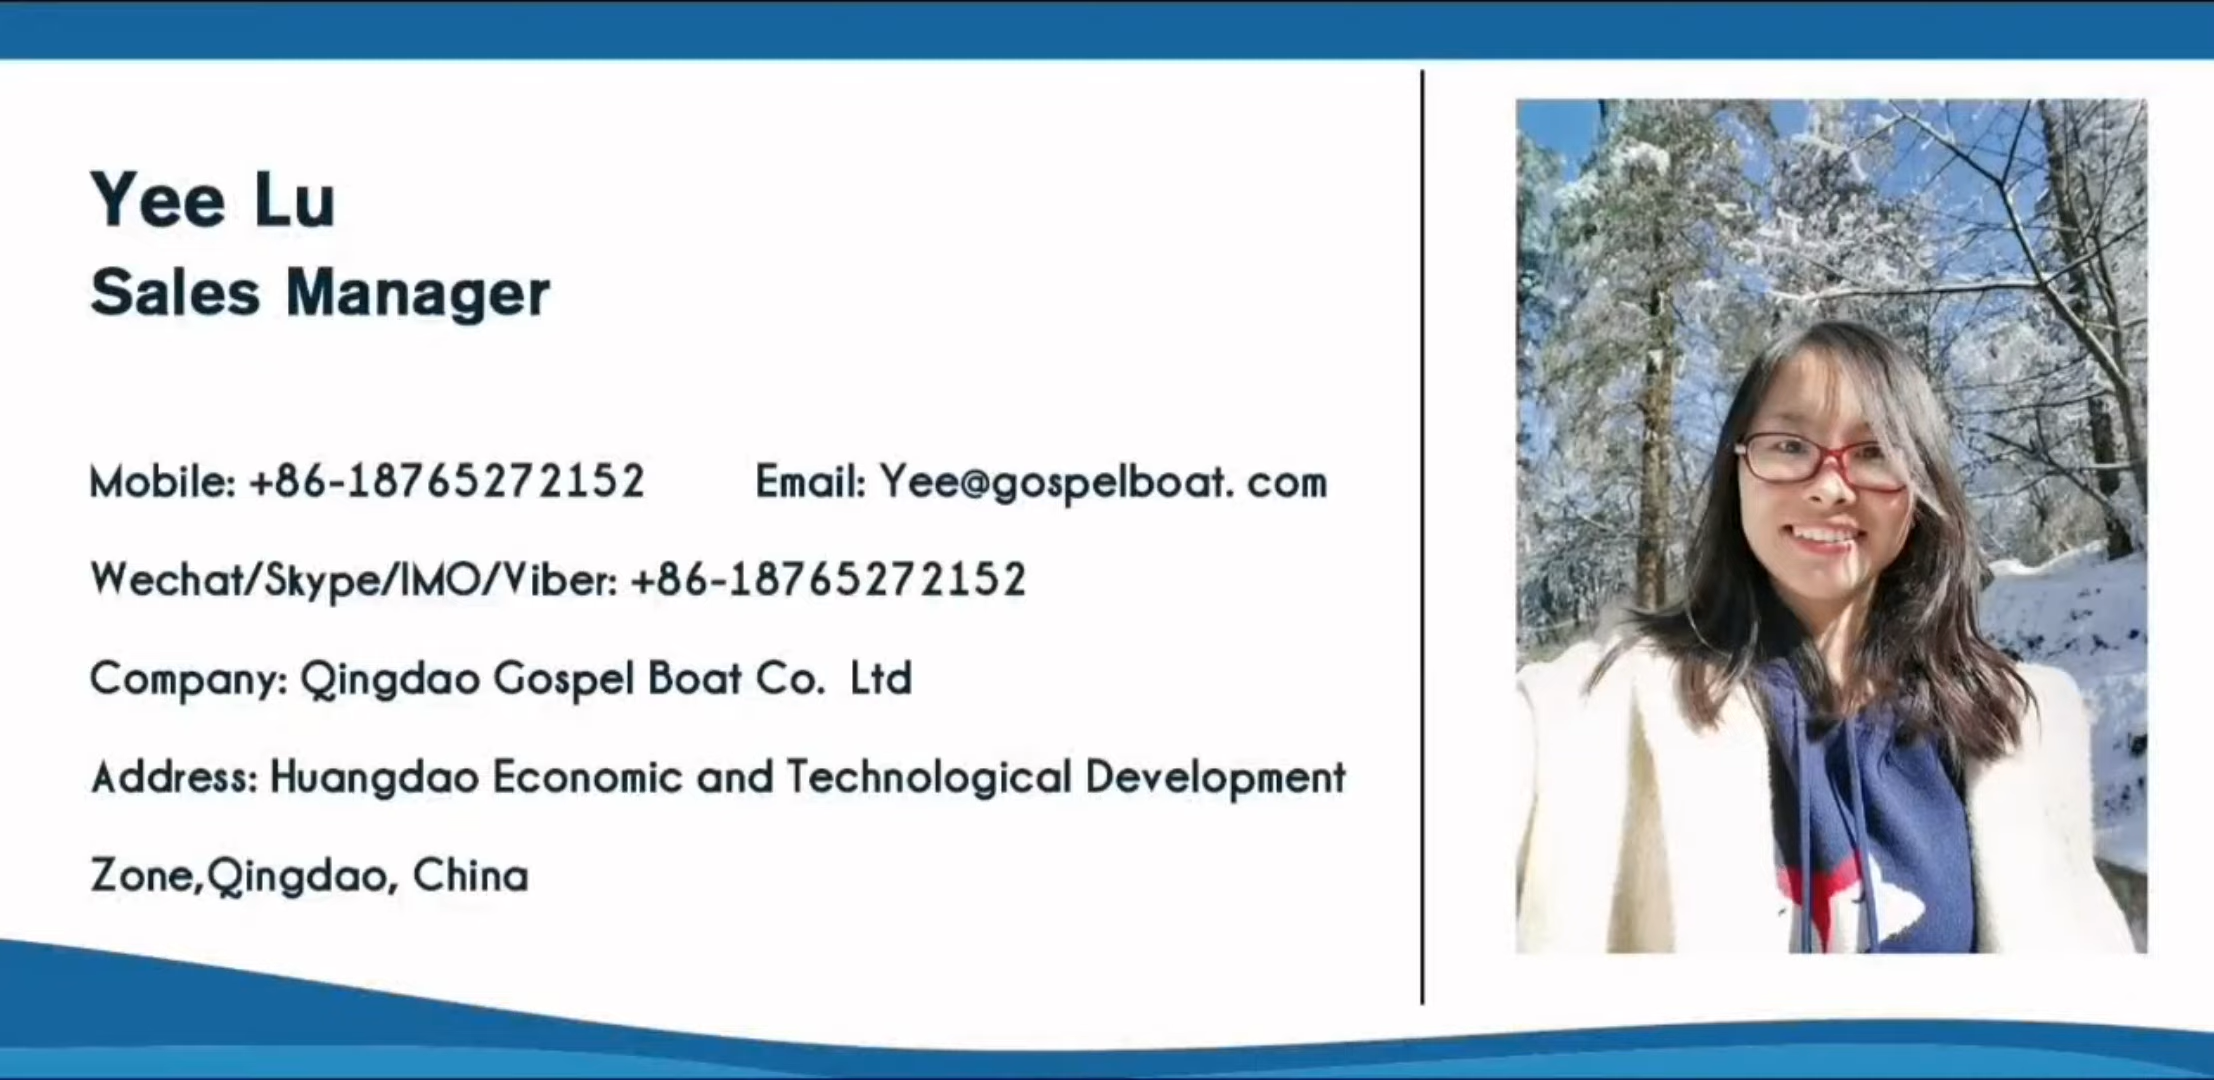 Yee Lu
Sales Manager
Mobile: +86-18765272152 Email: Yee@gospelboat. com
Wechat/Skype/IMO/Viber: +86-18765272152
Company: Qingdao Gospel Boat Co. Ltd
Address: Huangdao Economic and Technological Development
Zone,Qingdao, China